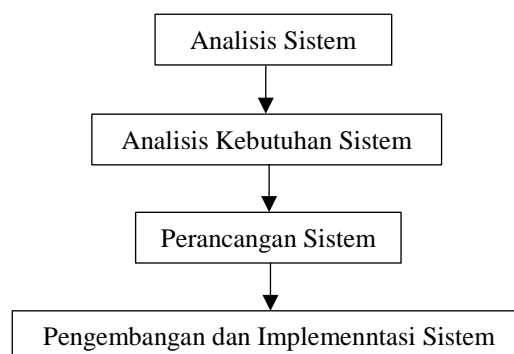 Analisis Sistem
Analisis Kebutuhan Sistem
Perancangan Sistem
Pengembangan dan Implemenntasi Sistem